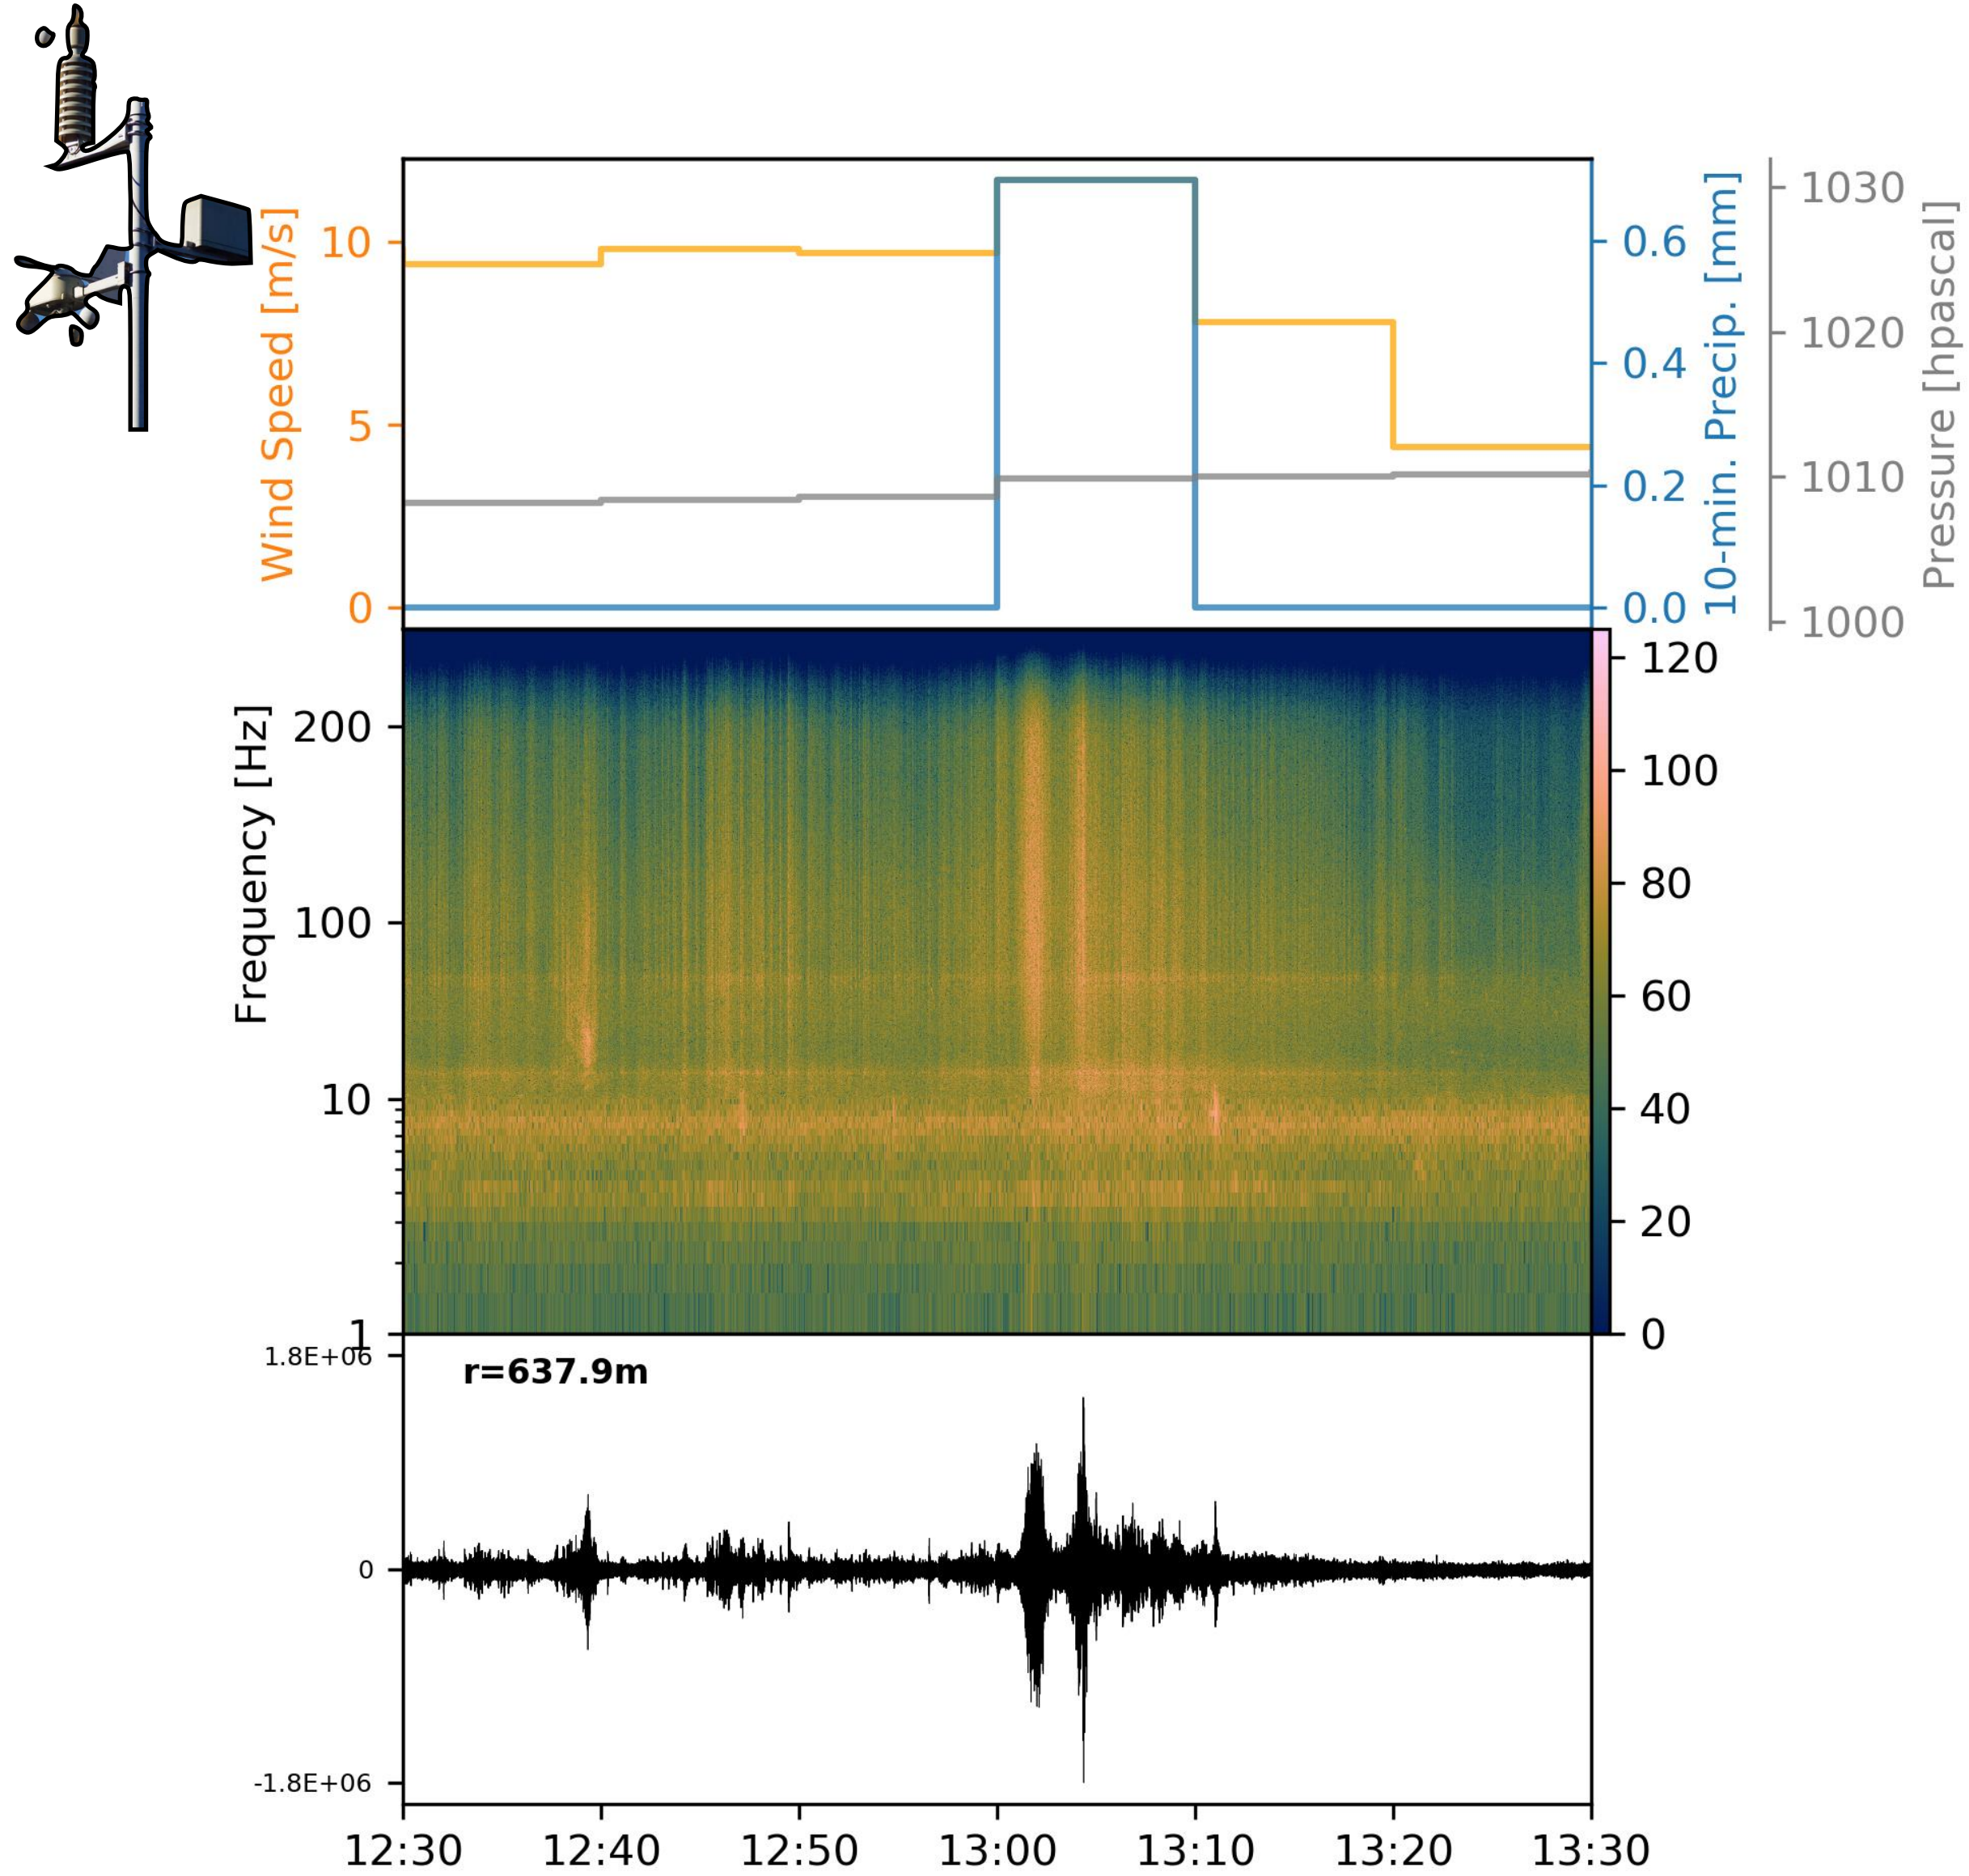 Wind Speed [m/s]
10
5
0
0.6
0.4
0.2
0.0
10-min. Precip. [mm]
1030
1020
1010
1000
Pressure [hpascal]
Frequency [Hz]
200
100
10
1
120
100
80
60
40
20
0
1.8E+06
r=637.9m
0
-1.8E+06
12:30 12:40 12:50 13:00 13:10 13:20 13:30